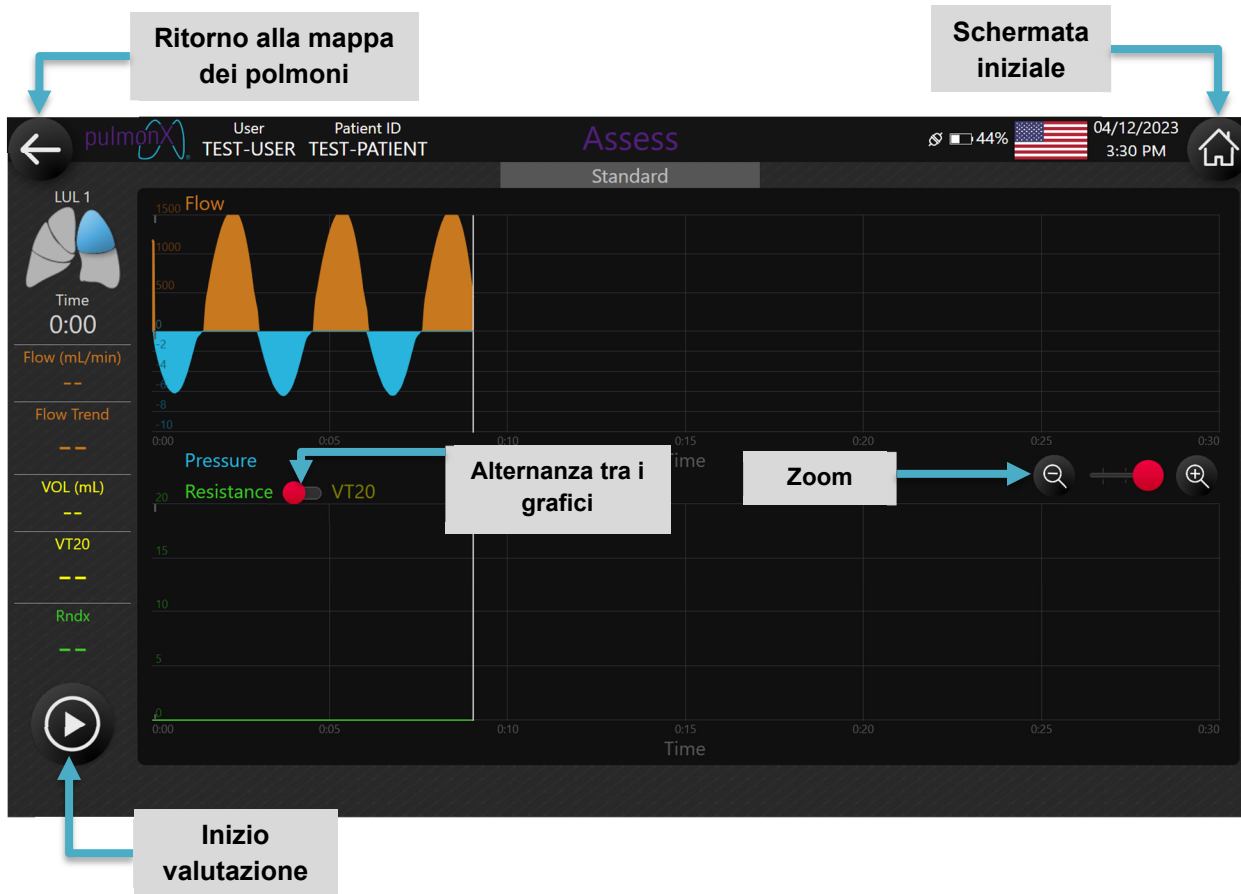 Ritorno alla mappa
dei polmoni
Schermata
iniziale
pulmonX
User
TEST-USER
Patient ID
TEST-PATIENT
Assess
44%
04/12/2023
3:30 PM
Standard
LUL 1
Time
0:00
Flow (mL/min)
--
Flow Trend
--
VOL (mL)
--
VT20
--
Rndx
--
1500 Flow
1000
500
0
-2
-4
-6
-8
-10
0:00 0:05 0:10 0:15 0:20 0:25 0:30
Time
Pressure
Alternanza tra i
grafici
Zoom
Resistance VT20
20
15
10
5
0
0:00 0:05 0:10 0:15 0:20 0:25 0:30
Time
Inizio
valutazione